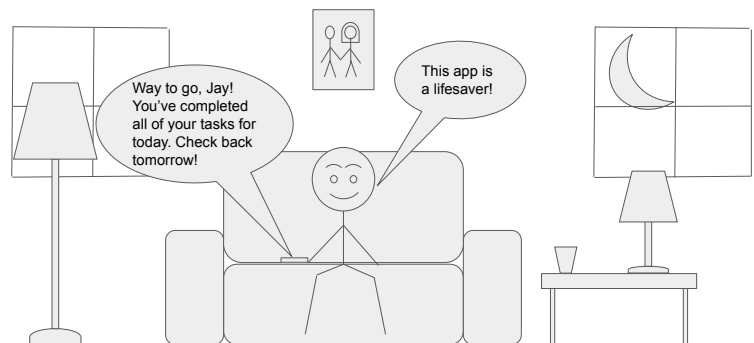 Way to go, Jay!
You've completed
all of your tasks for
today. Check back
tomorrow!
This app is
a lifesaver!